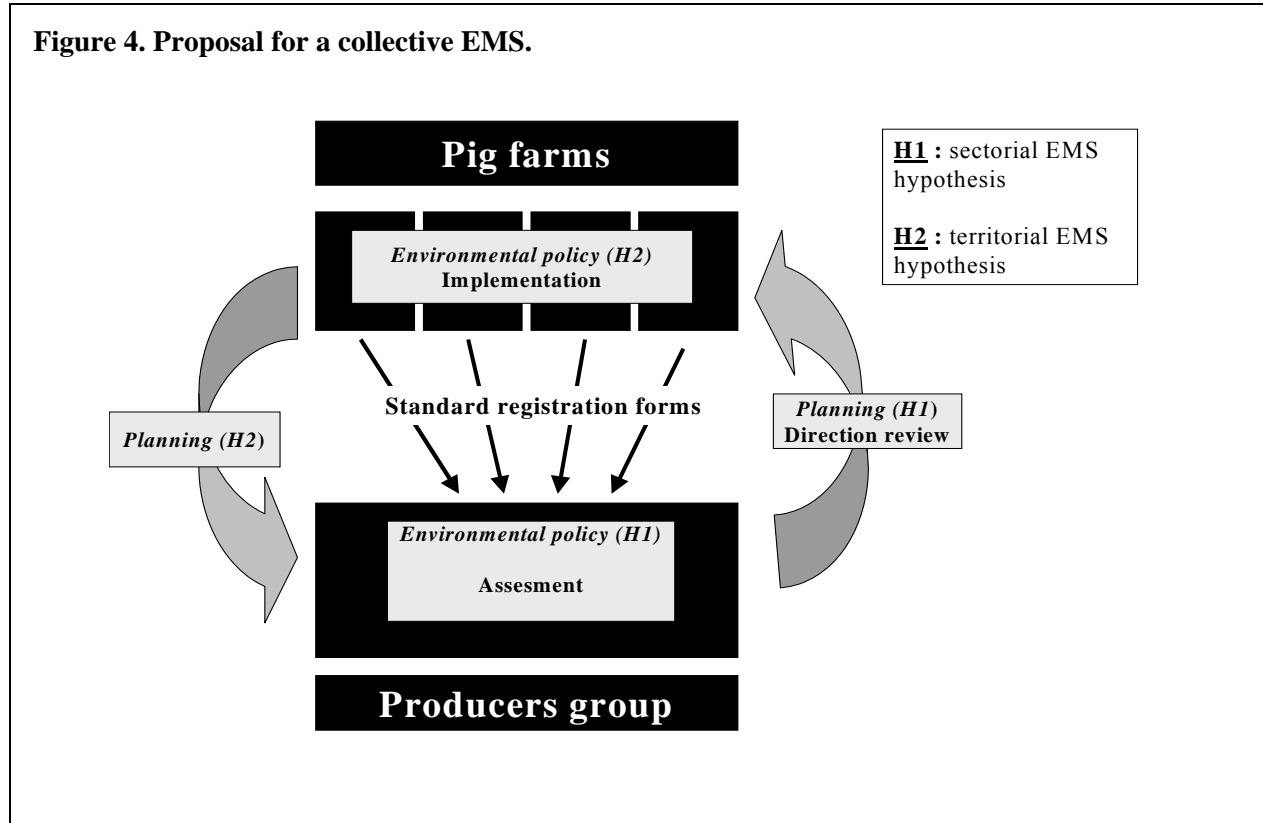 Figure 4. Proposal for a collective EMS.
Pig farms
H1 : sectorial EMS
hypothesis
H2 : territorial EMS
hypothesis
Environmental policy (H2)
Implementation
Standard registration forms
Planning (H2)
Planning (H1)
Direction review
Environmental policy (H1)
Assesment
Producers group